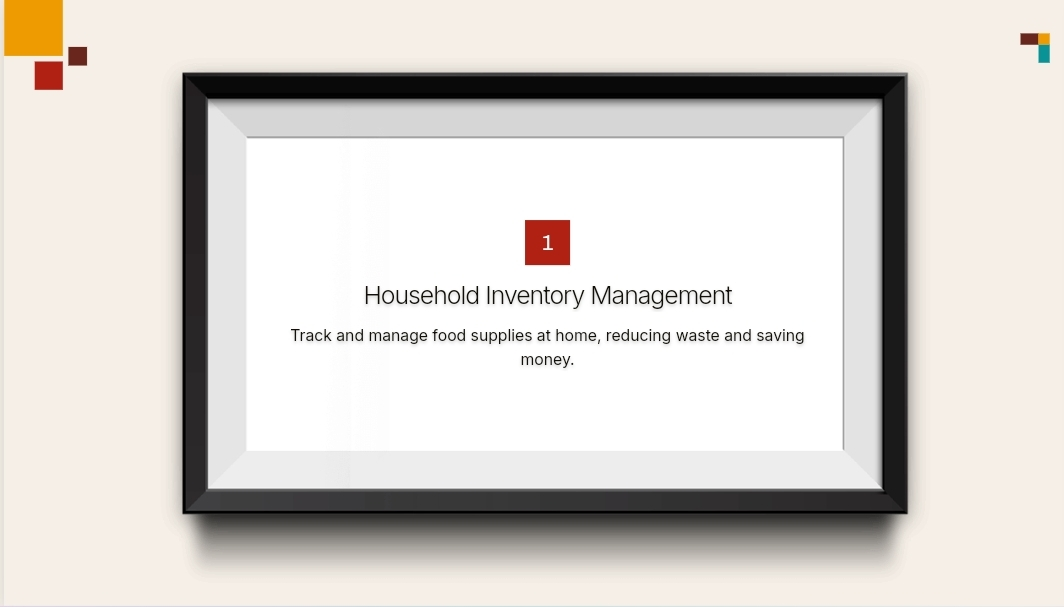 1
Household Inventory Management
Track and manage food supplies at home, reducing waste and saving
money.